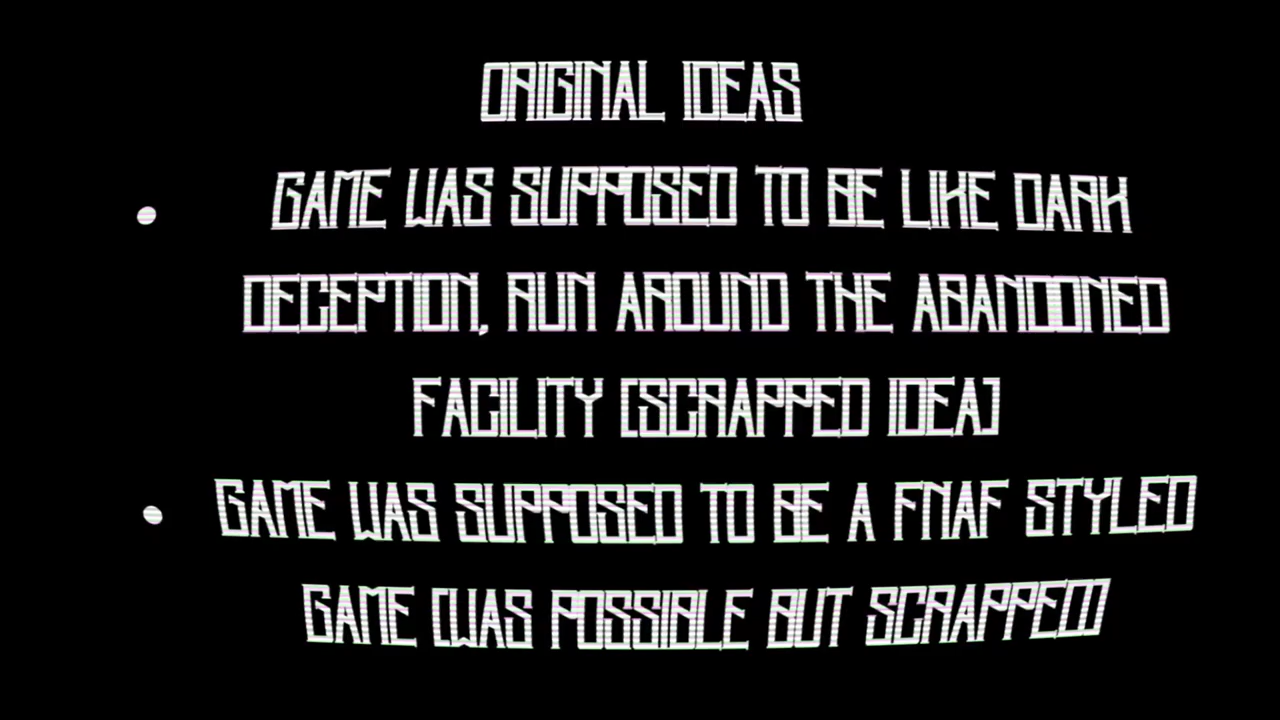 ORIGINAL IDEAS
• GAME WAS SUPPOSED TO BE LIKE DARK
DECEPTION, RUN AROUND THE ABANDONED
FACILITY [SCRAPPED IDEA]
• GAME WAS SUPPOSED TO BE A FNAF STYLED
GAME [WAS POSSIBLE BUT SCRAPPED]